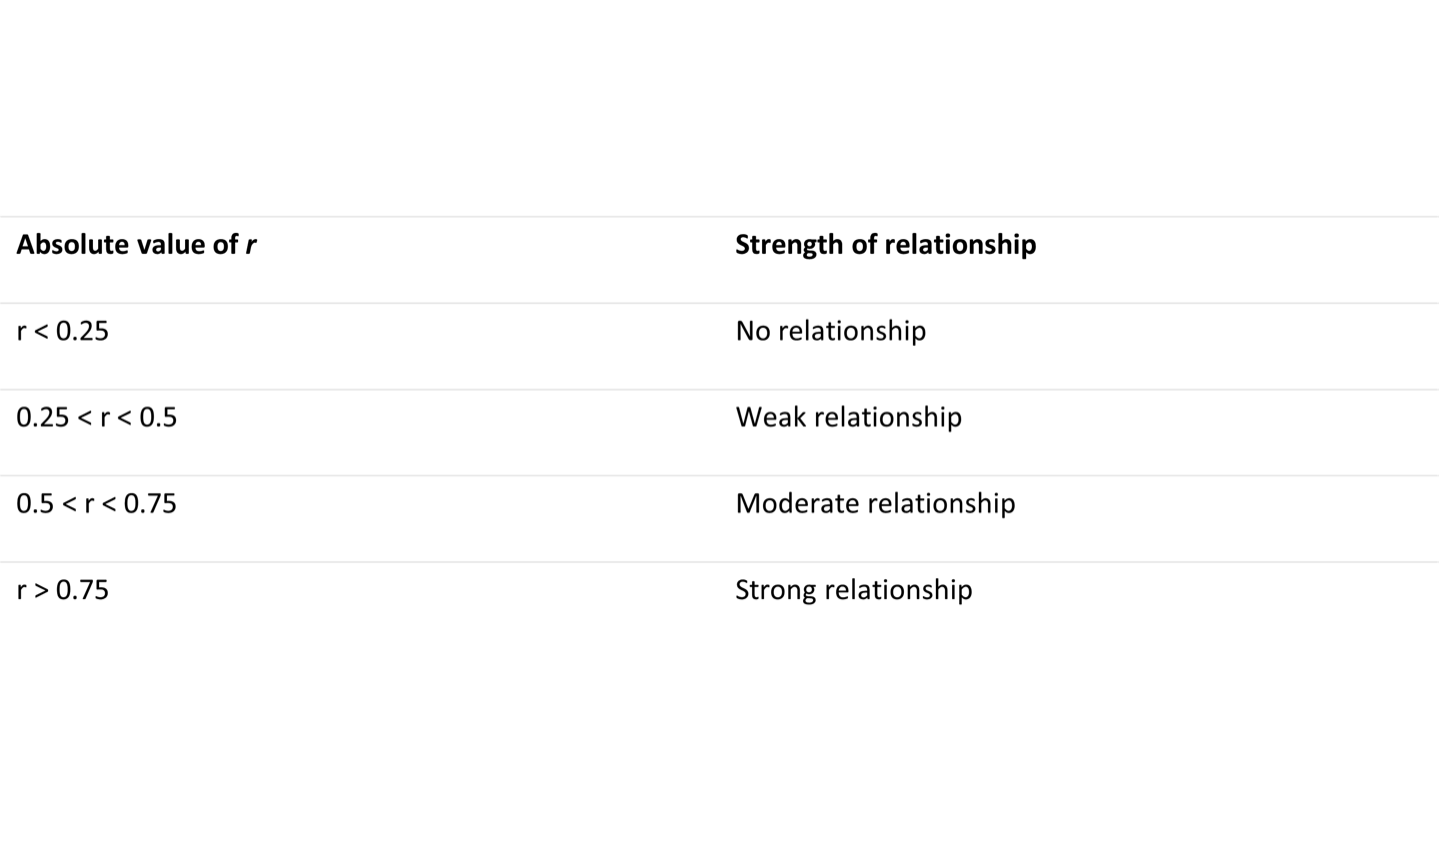 Absolute value of r
Strength of relationship
r < 0.25
No relationship
0.25 < r < 0.5
Weak relationship
0.5 < r < 0.75
Moderate relationship
r > 0.75
Strong relationship